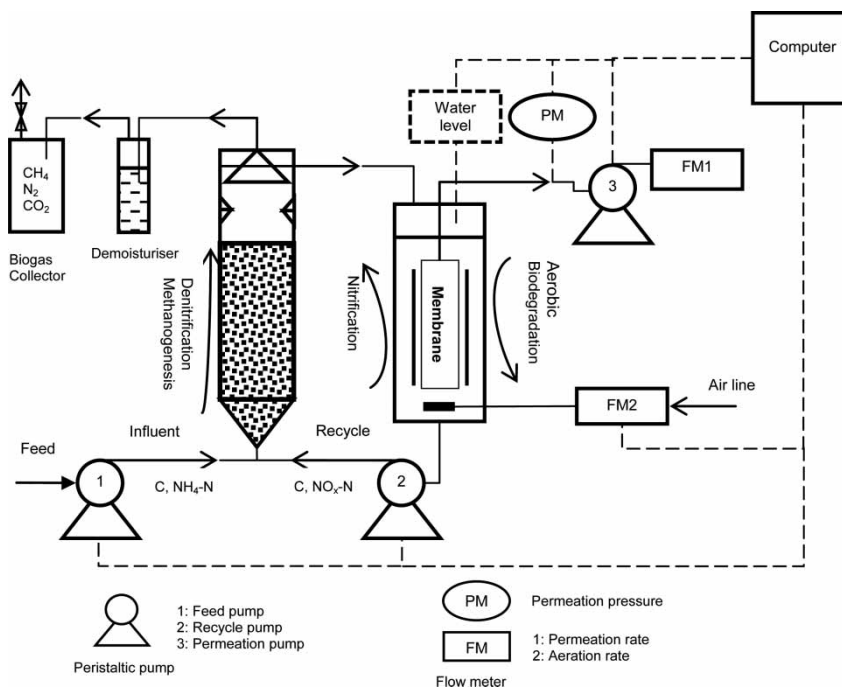 Computer
Water
level
PM
3
FM1
CH4
N2
CO2
Biogas
Collector
Demoisturiser
Denitrification
Methanogenesis
Nitrification
Membrane
Aerobic
Biodegradation
Air line
FM2
Influent
Recycle
Feed
1
C, NH4-N
C, NOx-N
2
PM
Permeation pressure
1: Feed pump
2: Recycle pump
3: Permeation pump
FM
1: Permeation rate
2: Aeration rate
Peristaltic pump
Flow meter